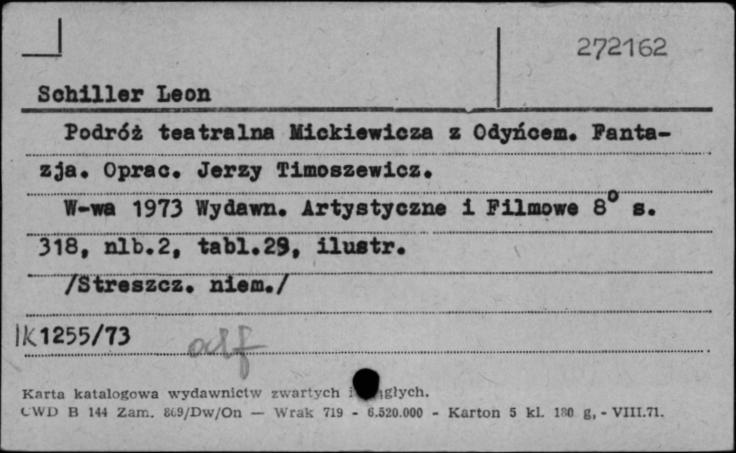 272162
Schiller Leon
Podróż teatralna Mickiewicza z Odyńcem. Fanta-
zja. Oprac. Jerzy Timoszewicz.
W-wa 1973 Wydawn. Artystyczne i Filmowe 8° s.
318, nlb.2, tabl.29, ilustr.
/Streszcz. niem./
1k1255/73
Karta katalogowa wydawnictw zwartych i
CWD B 144 Zam. 869/Dw/On — Wrak 719 - 6.520.000 - Karton 5 kl. 180 g, - VIII.71.